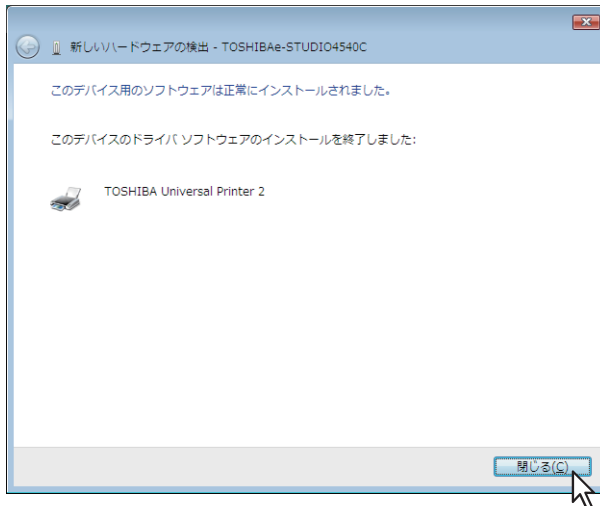 新しいハードウェアの検出 - TOSHIBAe-STUDIO4540C
このデバイス用のソフトウェアは正常にインストールされました。
このデバイスのドライバ ソフトウェアのインストールを終了しました:
TOSHIBA Universal Printer 2
閉じる(C)